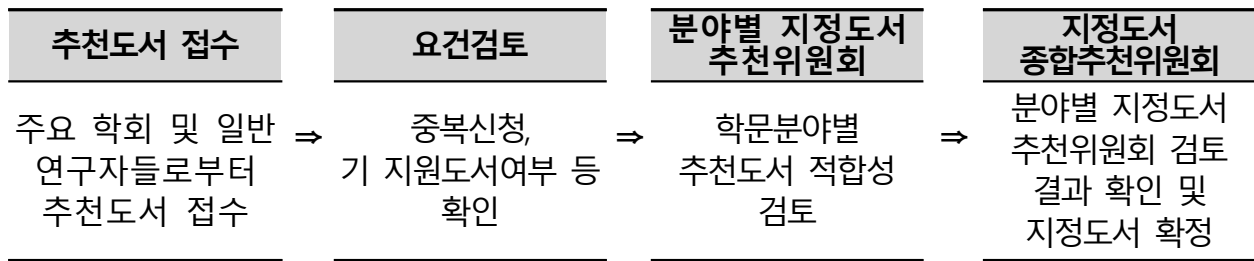 추천도서 접수
주요 학회 및 일반
연구자들로부터
추천도서 접수
⇒
요건검토
중복신청,
기 지원도서여부 등
확인
⇒
분야별 지정도서
추천위원회
학문분야별
추천도서 적합성
검토
⇒
지정도서
종합추천위원회
분야별 지정도서
추천위원회 검토
결과 확인 및
지정도서 확정